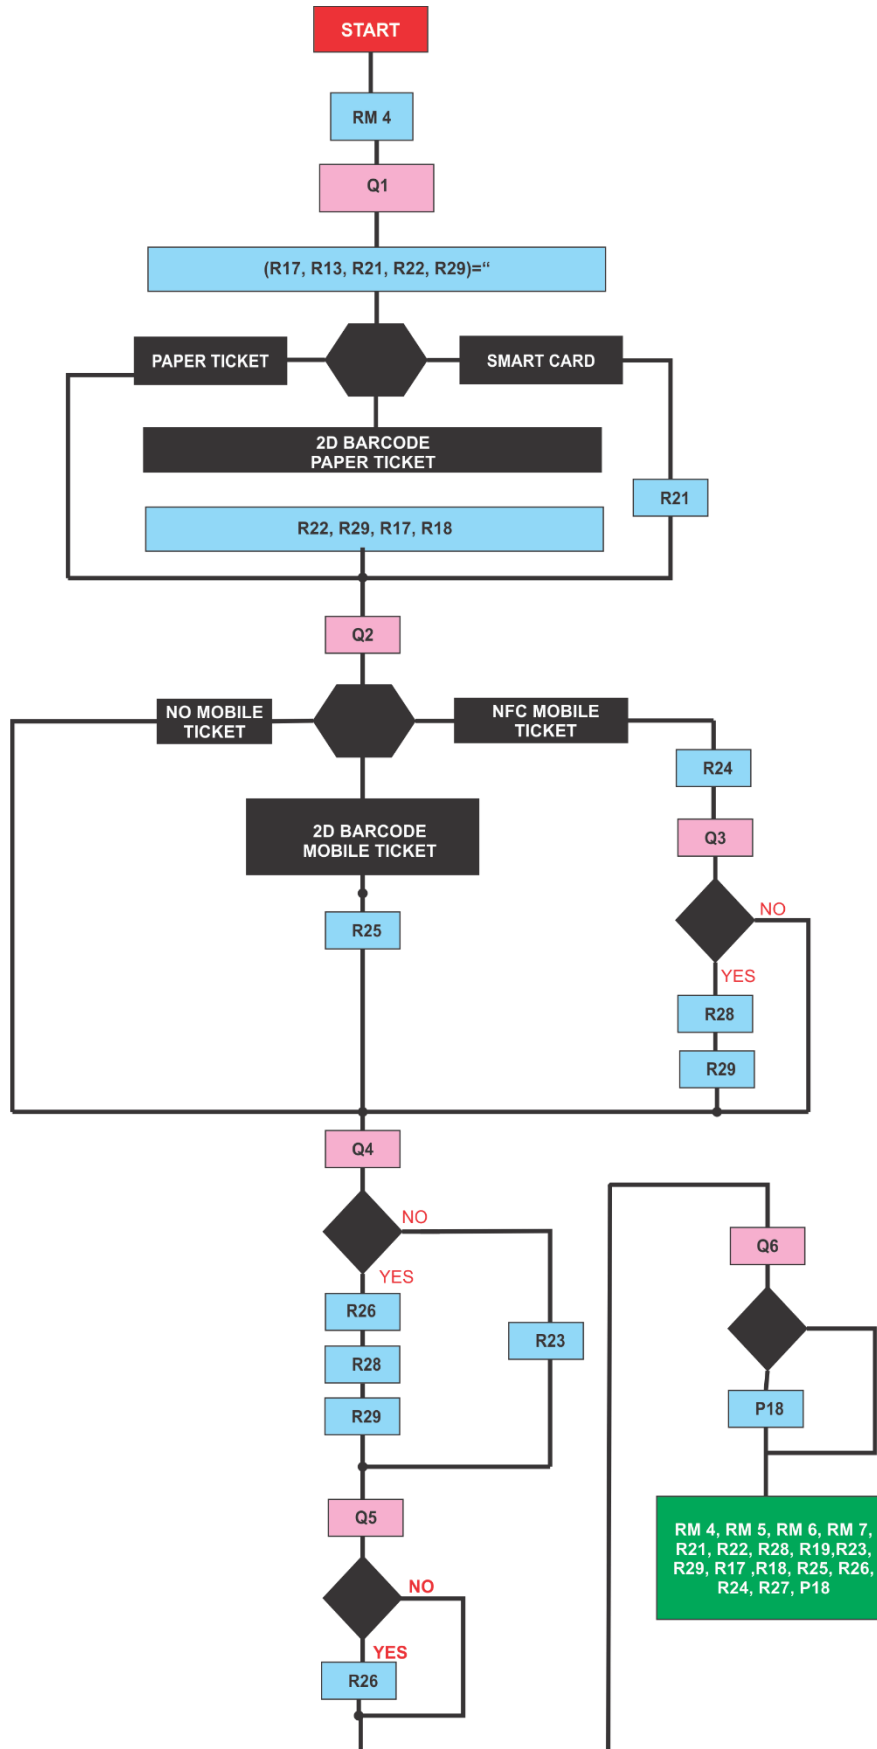 START
RM 4
Q1
(R17, R13, R21, R22, R29)=“
PAPER TICKET
SMART CARD
2D BARCODE
PAPER TICKET
R21
R22, R29, R17, R18
Q2
NO MOBILE
TICKET
NFC MOBILE
TICKET
R24
2D BARCODE
MOBILE TICKET
Q3
R25
NO
YES
R28
R29
Q4
NO
YES
R26
R23
R28
R29
Q5
NO
YES
R26
Q6
P18
RM 4, RM 5, RM 6, RM 7,
R21, R22, R28, R19,R23,
R29, R17 ,R18, R25, R26,
R24, R27, P18